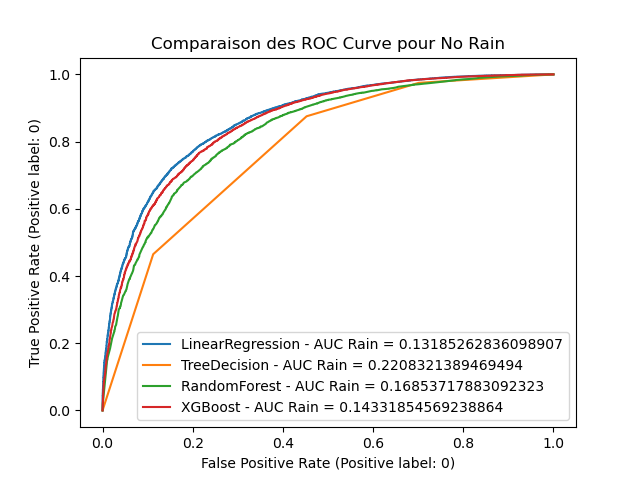 Comparaison des ROC Curve pour No Rain
True Positive Rate (Positive label: 0)
1.0
0.8
0.6
0.4
0.2
0.0
LinearRegression - AUC Rain = 0.13185262836098907
TreeDecision - AUC Rain = 0.2208321389469494
RandomForest - AUC Rain = 0.16853717883092323
XGBoost - AUC Rain = 0.14331854569238864
0.0 0.2 0.4 0.6 0.8 1.0
False Positive Rate (Positive label: 0)